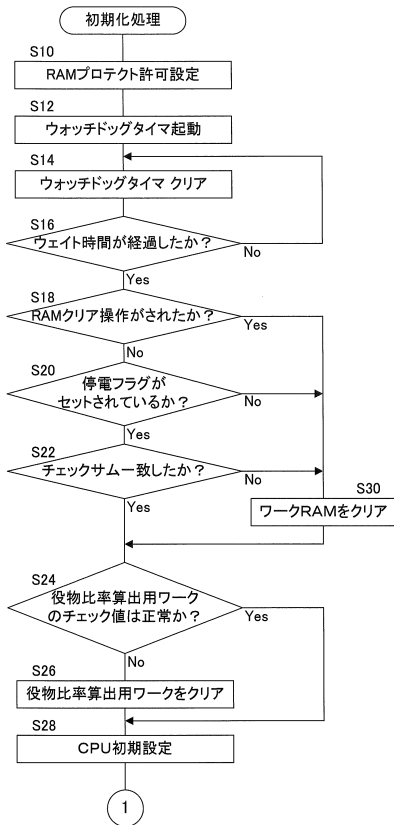 初期化処理
S10
RAMプロテクト許可設定
S12
ウォッチドッグタイマ起動
S14
ウォッチドッグタイマ クリア
S16
ウェイト時間が経過したか？
No
Yes
S18
RAMクリア操作がされたか？
Yes
No
S20
停電フラグが
セットされているか？
No
Yes
S22
チェックサム一致したか？
No
Yes
S30
ワークRAMをクリア
S24
役物比率算出用ワーク
のチェック値は正常か？
Yes
No
S26
役物比率算出用ワークをクリア
S28
CPU初期設定
1